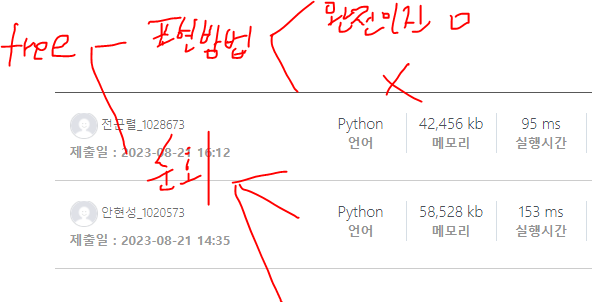 완전이진 ㅁ
tree 표현방법
X
전근렬_1028673 Python 42,456 kb 95 ms
제출일 : 2023-08-21 16:12 언어 메모리 실행시간
순회
안현성_1020573 Python 58,528 kb 153 ms
제출일 : 2023-08-21 14:35 언어 메모리 실행시간